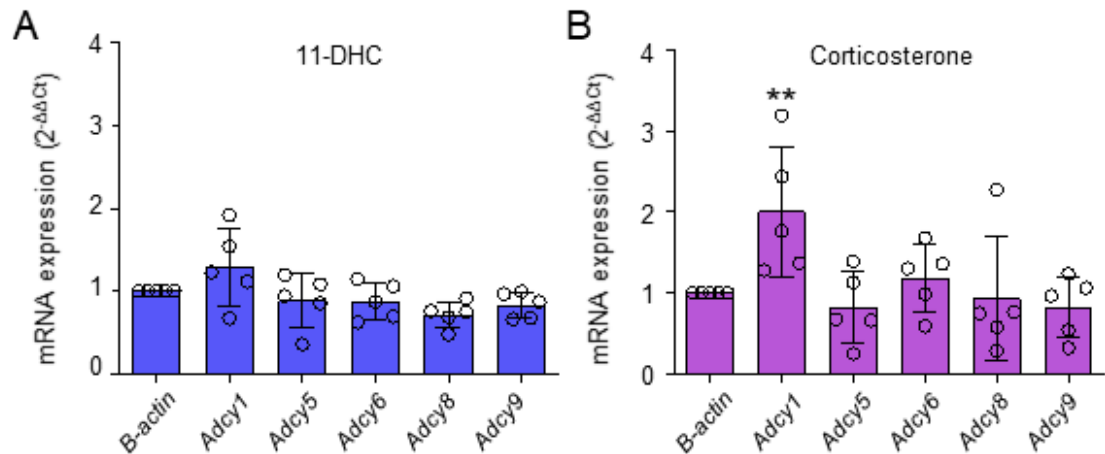 A
11-DHC
mRNA expression (2-ΔΔCt)
4
3
2
1
0
B-actin
Adcy1
Adcy5
Adcy6
Adcy8
Adcy9
B
Corticosterone
mRNA expression (2-ΔΔCt)
4
3
2
1
0
**
B-actin
Adcy1
Adcy5
Adcy6
Adcy8
Adcy9